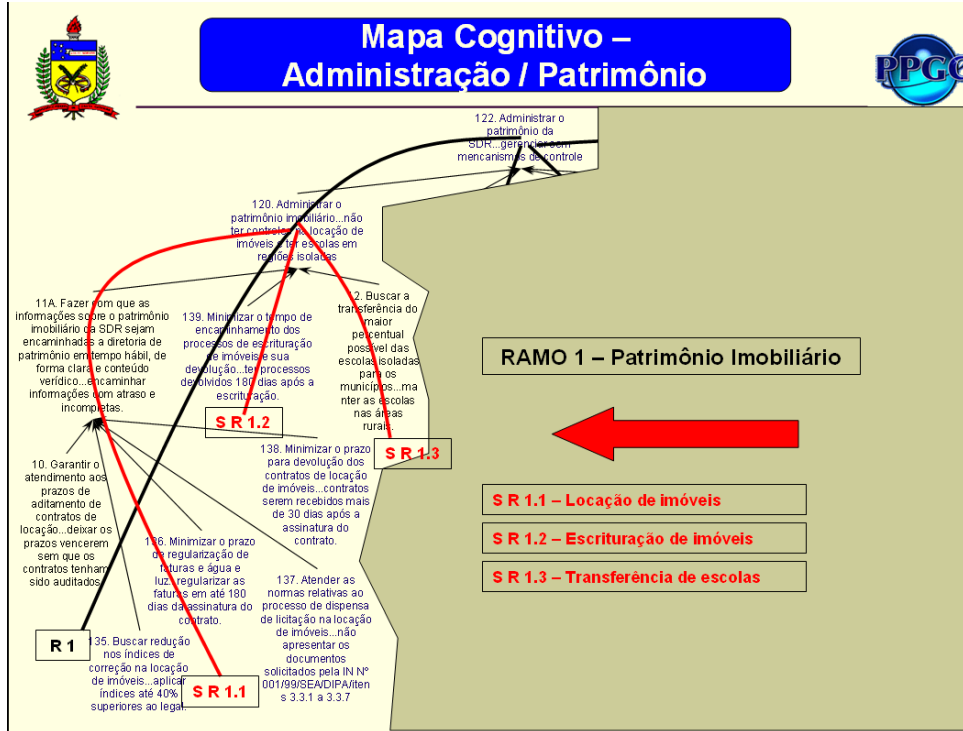 Mapa Cognitivo –
Administração / Patrimônio
PPGC
122. Administrar o
patrimônio da
SDR...gerenciar sem
mencanismos de controle
120. Administrar o
patrimônio imobiliário...não
ter controles na locação de
imóveis e ter escolas em
regiões isoladas
11A. Fazer com que as
informações sobre o patrimônio
imobiliário da SDR sejam
encaminhadas a diretoria de
patrimônio em tempo hábil, de
forma clara e conteúdo
verídico...encaminhar
informações com atraso e
incompletas.
139. Minimizar o tempo de
encaminhamento dos
processos de escrituração
de imóveis e sua
devolução...ter processos
devolvidos 180 dias após a
escrituração.
2. Buscar a
transferência do
maior
percentual
possível das
escolas isoladas
para os
municípios...ma
nter as escolas
nas áreas
rurais.
RAMO 1 – Patrimônio Imobiliário
S R 1.2
S R 1.3
10. Garantir o
atendimento aos
prazos de
aditamento de
contratos de
locação...deixar os
prazos vencerem
sem que os
contratos tenham
sido auditados.
138. Minimizar o prazo
para devolução dos
contratos de locação
de imóveis...contratos
serem recebidos mais
de 30 dias após a
assinatura do
contrato.
S R 1.1 – Locação de imóveis
S R 1.2 – Escrituração de imóveis
S R 1.3 – Transferência de escolas
136. Minimizar o prazo
de regularização de
faturas e água e
luz...regularizar as
faturas em até 180
dias da assinatura do
contrato.
137. Atender as
normas relativas ao
processo de dispensa
de licitação na locação
de imóveis...não
apresentar os
documentos
solicitados pela IN Nº
001/99/SEA/DIPA/iten
s 3.3.1 a 3.3.7
R 1
135. Buscar redução
nos índices de
correção na locação
de imóveis...aplicar
índices até 40%
superiores ao legal.
S R 1.1